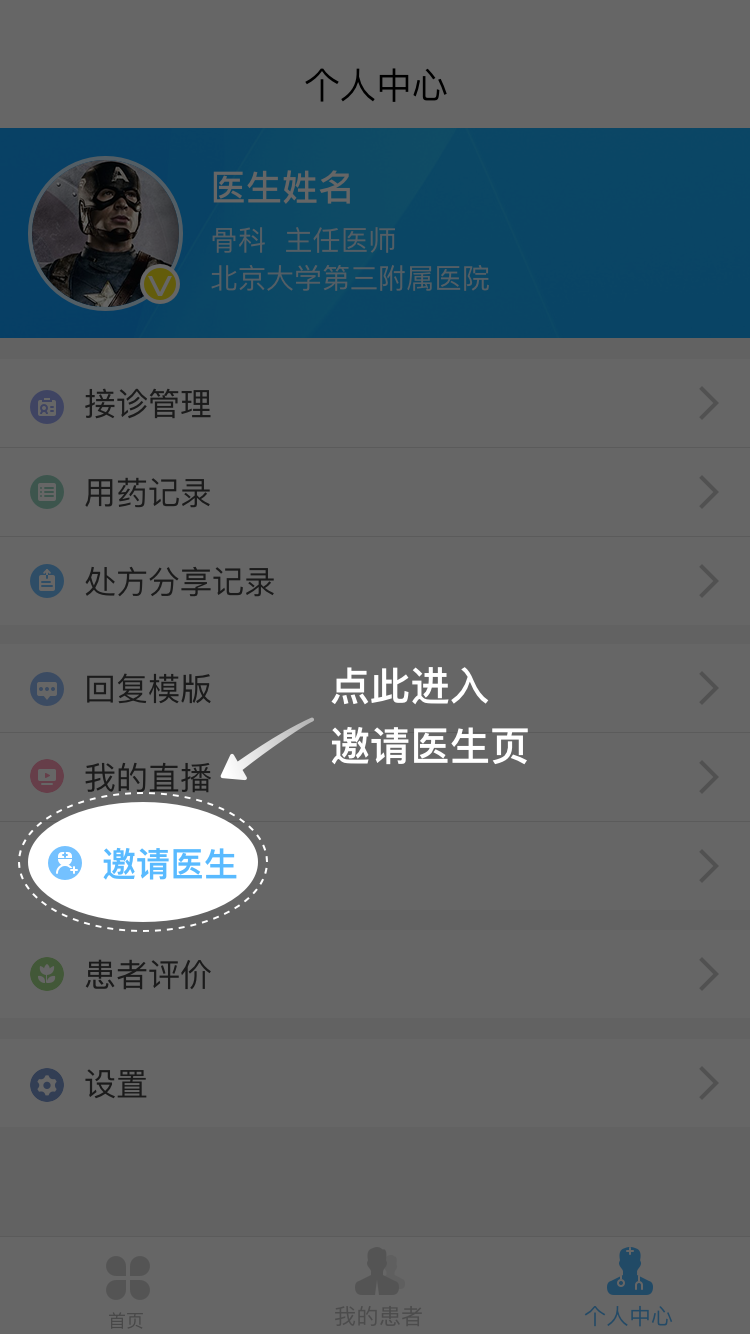 个人中心
医生姓名
骨科 主任医师
北京大学第三附属医院
接诊管理
用药记录
处方分享记录
回复模版
点此进入
邀请医生页
我的直播
邀请医生
患者评价
设置
首页
我的患者
个人中心